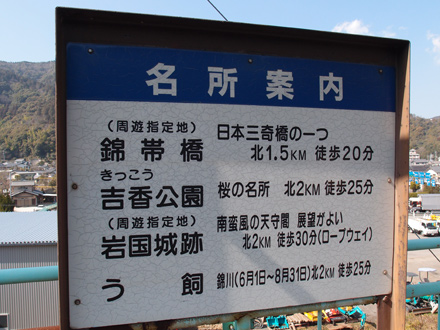 名所案内
(周遊指定地) 日本三奇橋の一つ
錦帯橋 北1.5KM 徒歩20分
きっこう
吉香公園 桜の名所 北2KM 徒歩25分
(周遊指定地) 南蛮風の天守閣 展望がよい
岩国城跡 北2KM 徒歩30分(ロープウェイ)
う飼 錦川(6月1日~8月31日)北2KM 徒歩25分